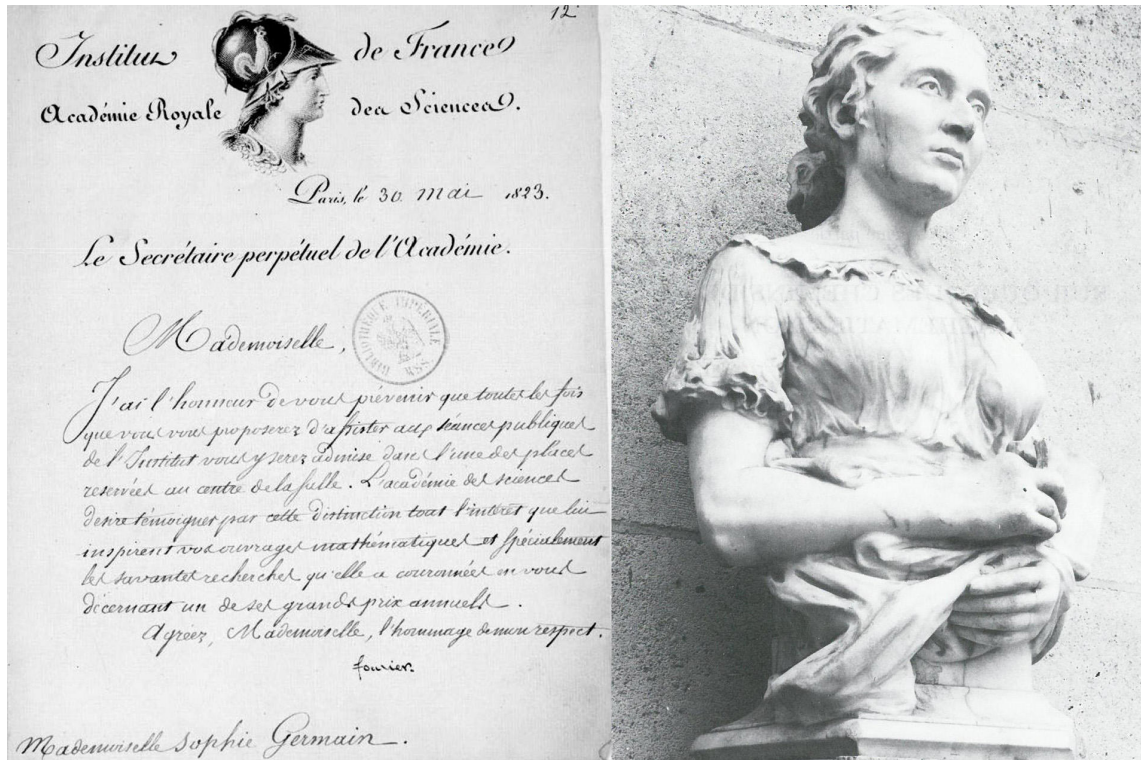 12
Institut de France
Académie Royale des Sciences.
Paris, le 30 mai 1823.
Le Secrétaire perpétuel de l'Académie.
BIBLIOTHÈQUE IMPÉRIALE
MSS
Mademoiselle,
J'ai l'honneur de vous prévenir que toutes les fois
que vous vous proposerez d'assister aux séances publiques
de l'Institut vous y serez admise dans l'une des places
reservées au centre de la salle. L'académie des sciences
desire témoigner par cette distinction tout l'intérêt que lui
inspirent vos ouvrages mathématiques et spécialement
les savantes recherches qu'elle a couronnées en vous
décernant un de ses grands prix annuels.
Agréez, Mademoiselle, l'hommage de mon respect.
fourier.
Mademoiselle Sophie Germain.